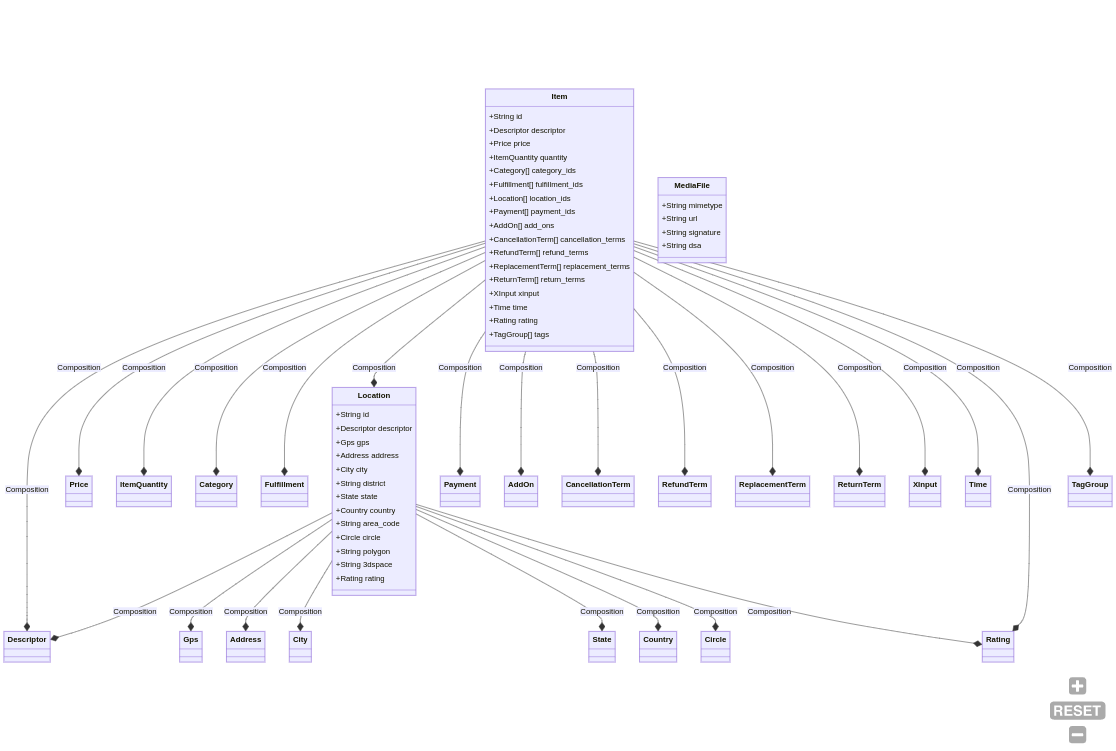 Item
+String id
+Descriptor descriptor
+Price price
+ItemQuantity quantity
+Category[] category_ids
+Fulfillment[] fulfillment_ids
+Location[] location_ids
+Payment[] payment_ids
+AddOn[] add_ons
+CancellationTerm[] cancellation_terms
+RefundTerm[] refund_terms
+ReplacementTerm[] replacement_terms
+ReturnTerm[] return_terms
+XInput xinput
+Time time
+Rating rating
+TagGroup[] tags
MediaFile
+String mimetype
+String url
+String signature
+String dsa
Composition
Composition
Composition
Composition
Composition
Composition
Composition
Composition
Composition
Composition
Composition
Composition
Composition
Composition
Location
+String id
+Descriptor descriptor
+Gps gps
+Address address
+City city
+String district
+State state
+Country country
+String area_code
+Circle circle
+String polygon
+String 3dspace
+Rating rating
Price
ItemQuantity
Category
Fulfillment
Payment
AddOn
CancellationTerm
RefundTerm
ReplacementTerm
ReturnTerm
XInput
Time
TagGroup
Composition
Composition
Composition
Composition
Composition
Composition
Composition
Composition
Composition
Composition
Descriptor
Gps
Address
City
State
Country
Circle
Rating
RESET